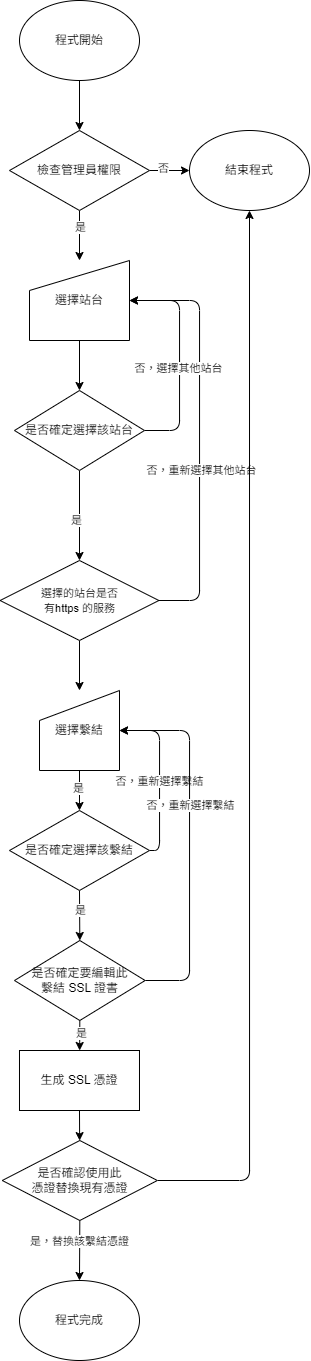 程式開始
檢查管理員權限
否
結束程式
是
選擇站台
否，選擇其他站台
是否確定選擇該站台
否，重新選擇其他站台
是
選擇的站台是否
有https 的服務
選擇繫結
否，重新選擇繫結
是
否，重新選擇繫結
是否確定選擇該繫結
是
是否確定要編輯此
繫結 SSL 證書
是
生成 SSL 憑證
是否確認使用此
憑證替換現有憑證
是，替換該繫結憑證
程式完成